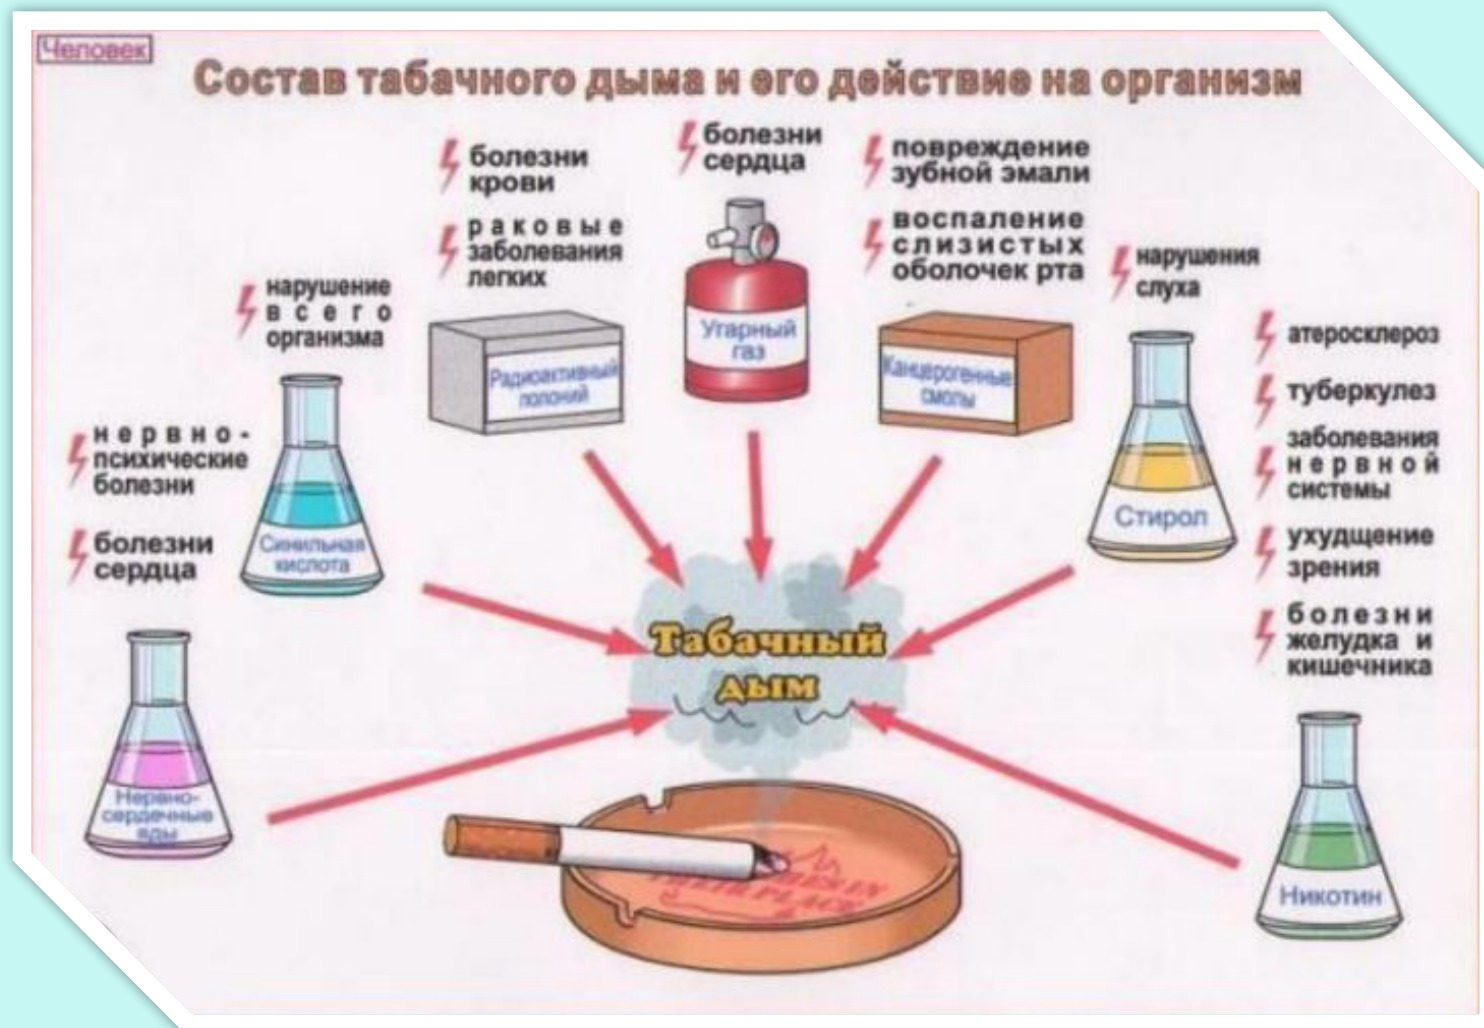 Человек
Состав табачного дыма и его действие на организм
болезни
крови
раковые
заболевания
легких
болезни
сердца
повреждение
зубной эмали
воспаление
слизистых
оболочек рта
нарушения
слуха
нарушение
всего
организма
нервно-
психические
болезни
болезни
сердца
атеросклероз
туберкулез
заболевания
нервной
системы
ухудщение
зрения
болезни
желудка и
кишечника
Радиоактивный
полоний
Угарный
газ
Канцерогенные
смолы
Синильная
кислота
Стирол
Нервно-
сердечные
яды
Никотин
Табачный
дым
PLACE